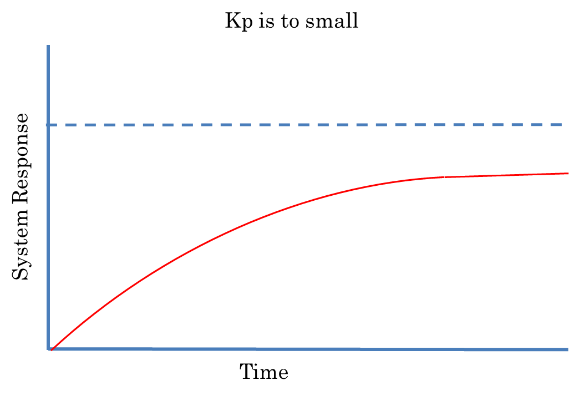 Kp is to small
System Response
Time